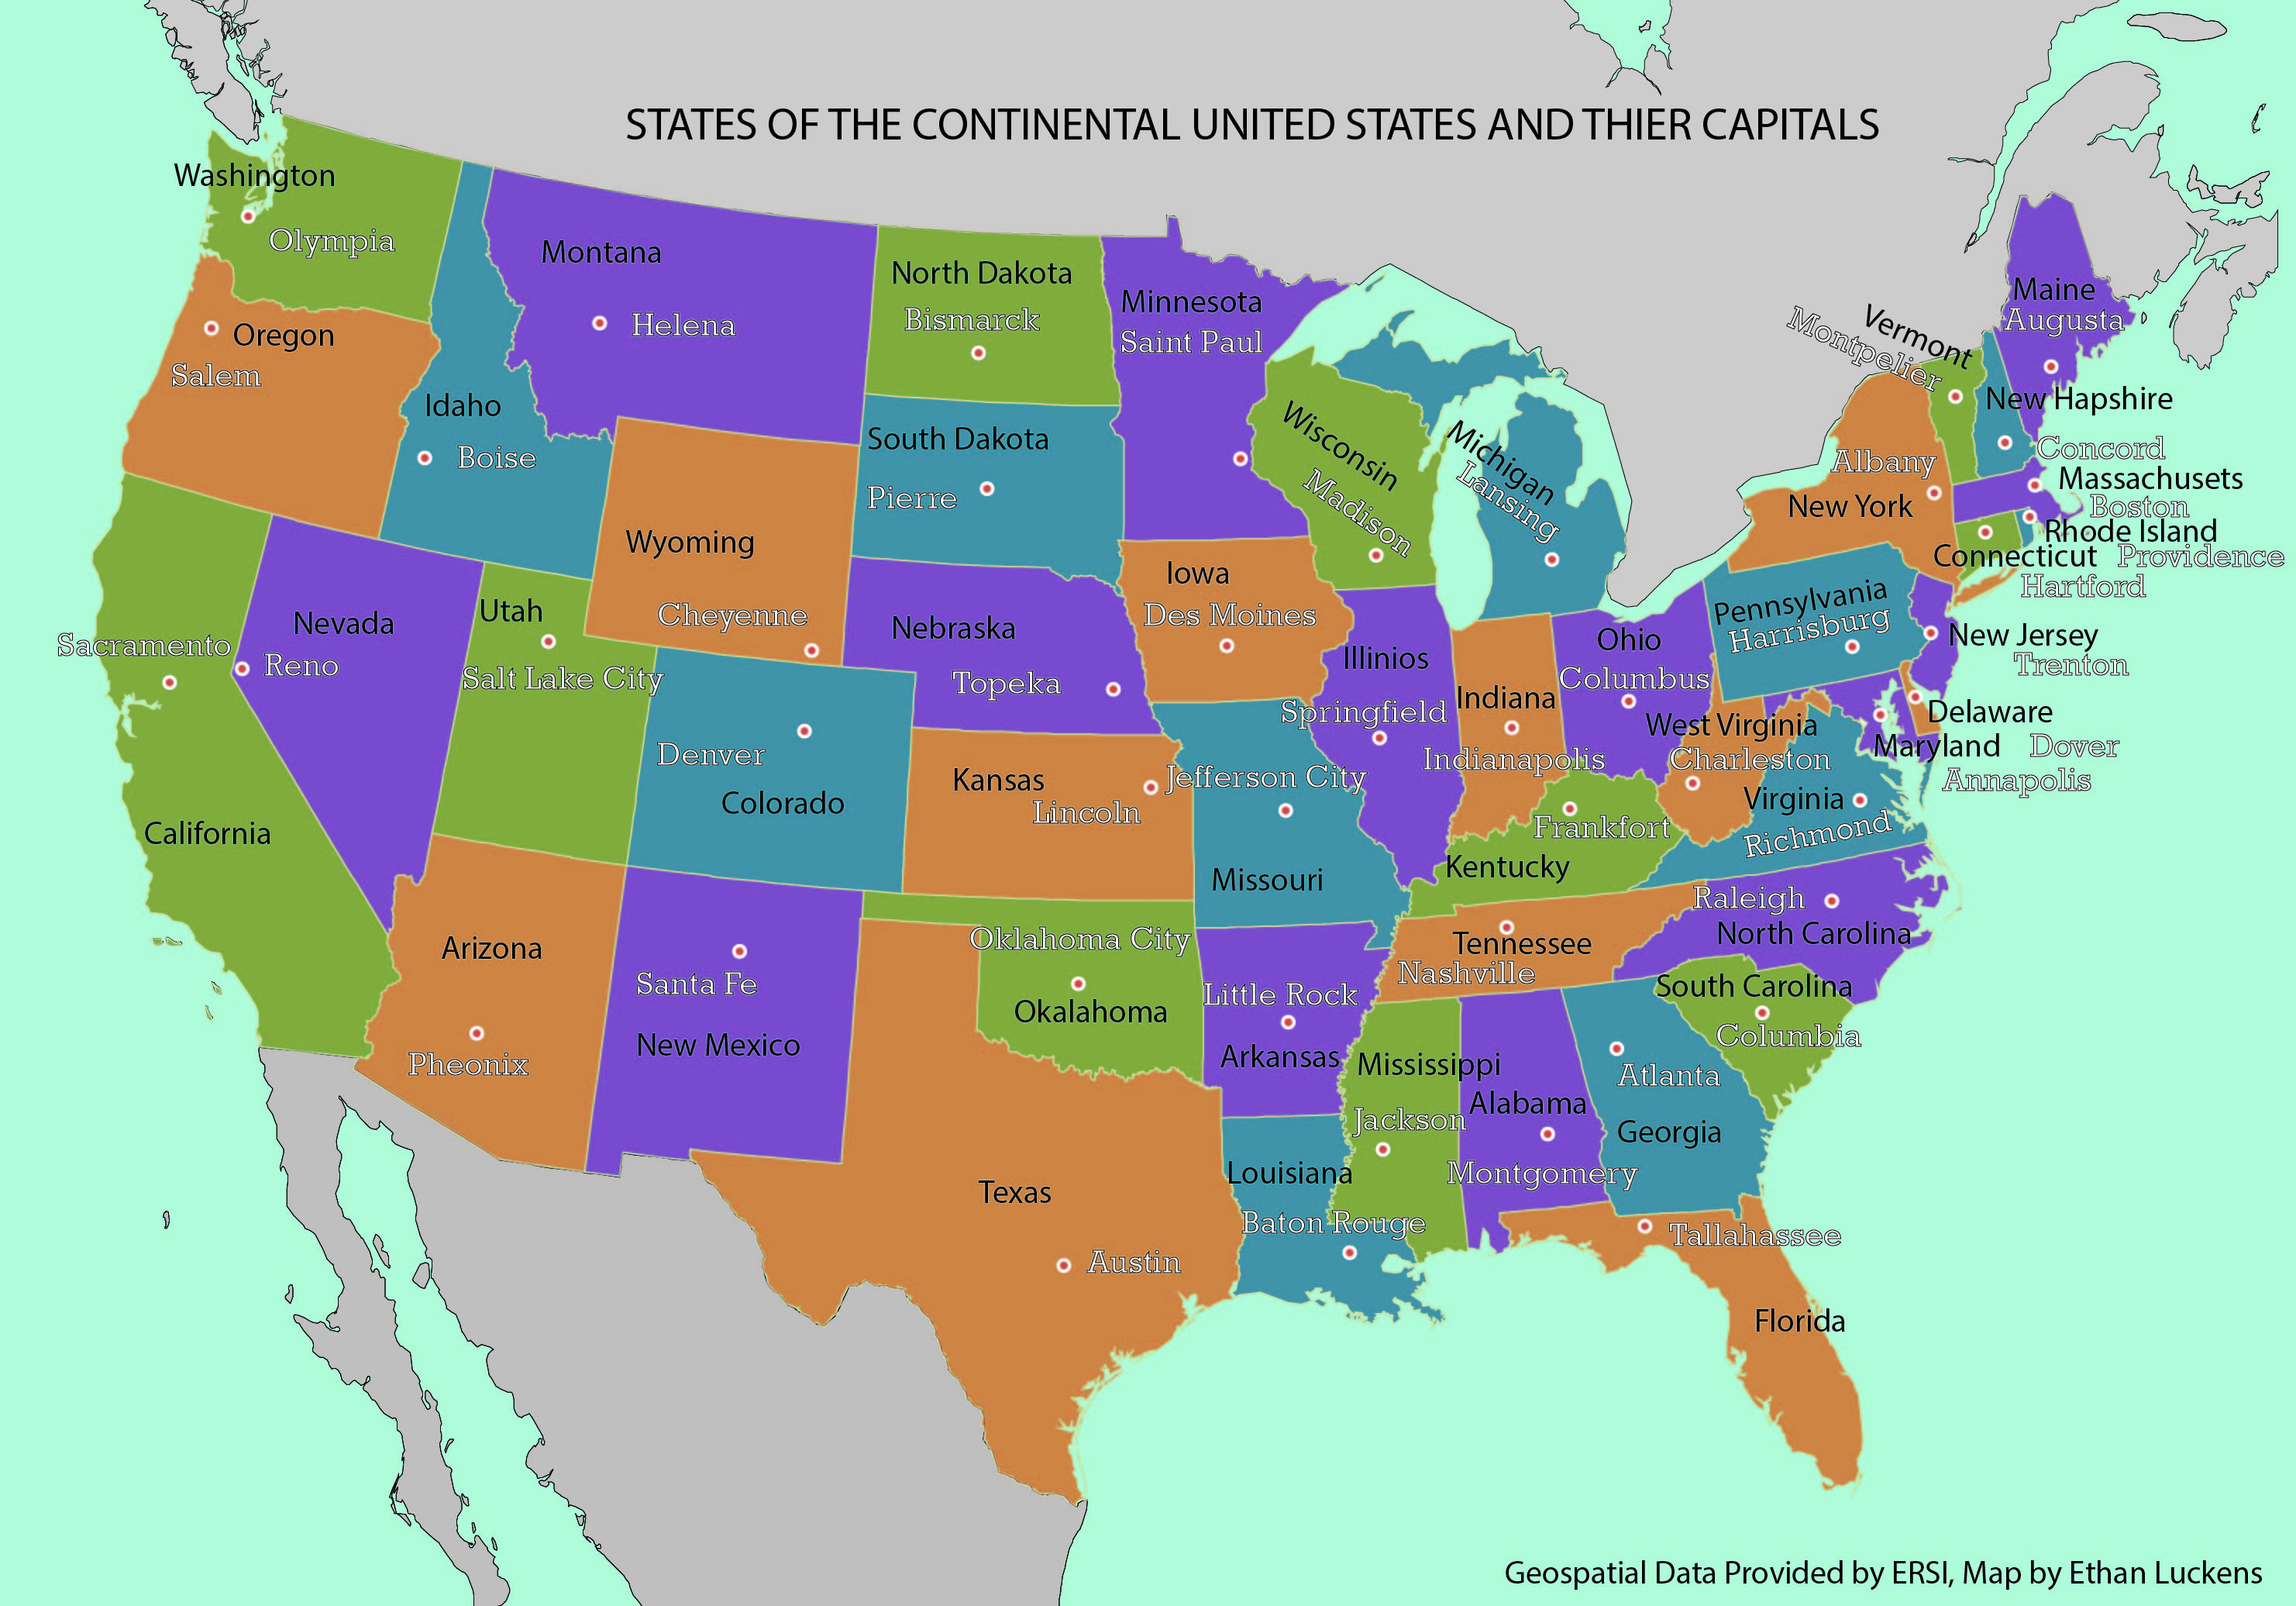 STATES OF THE CONTINENTAL UNITED STATES AND THIER CAPITALS
Washington
Olympia
Oregon
Salem
Idaho
Boise
Montana
Helena
North Dakota
Bismarck
Minnesota
Saint Paul
South Dakota
Pierre
Wyoming
Cheyenne
Wisconsin
Madison
Michigan
Lansing
Vermont
Montpelier
Maine
Augusta
New Hapshire
Concord
Albany
New York
Massachusets
Boston
Rhode Island
Connecticut
Providence
Hartford
Pennsylvania
Harrisburg
New Jersey
Trenton
Delaware
Maryland
Dover
Annapolis
Sacramento
California
Nevada
Reno
Utah
Salt Lake City
Denver
Colorado
Nebraska
Topeka
Iowa
Des Moines
Illinios
Springfield
Indiana
Indianapolis
Ohio
Columbus
West Virginia
Charleston
Virginia
Richmond
Kansas
Lincoln
Jefferson City
Missouri
Frankfort
Kentucky
Raleigh
North Carolina
Tennessee
Nashville
Arizona
Pheonix
Santa Fe
New Mexico
Oklahoma City
Okalahoma
Little Rock
Arkansas
South Carolina
Columbia
Mississippi
Jackson
Alabama
Montgomery
Atlanta
Georgia
Texas
Austin
Louisiana
Baton Rouge
Tallahassee
Florida
Geospatial Data Provided by ERSI, Map by Ethan Luckens